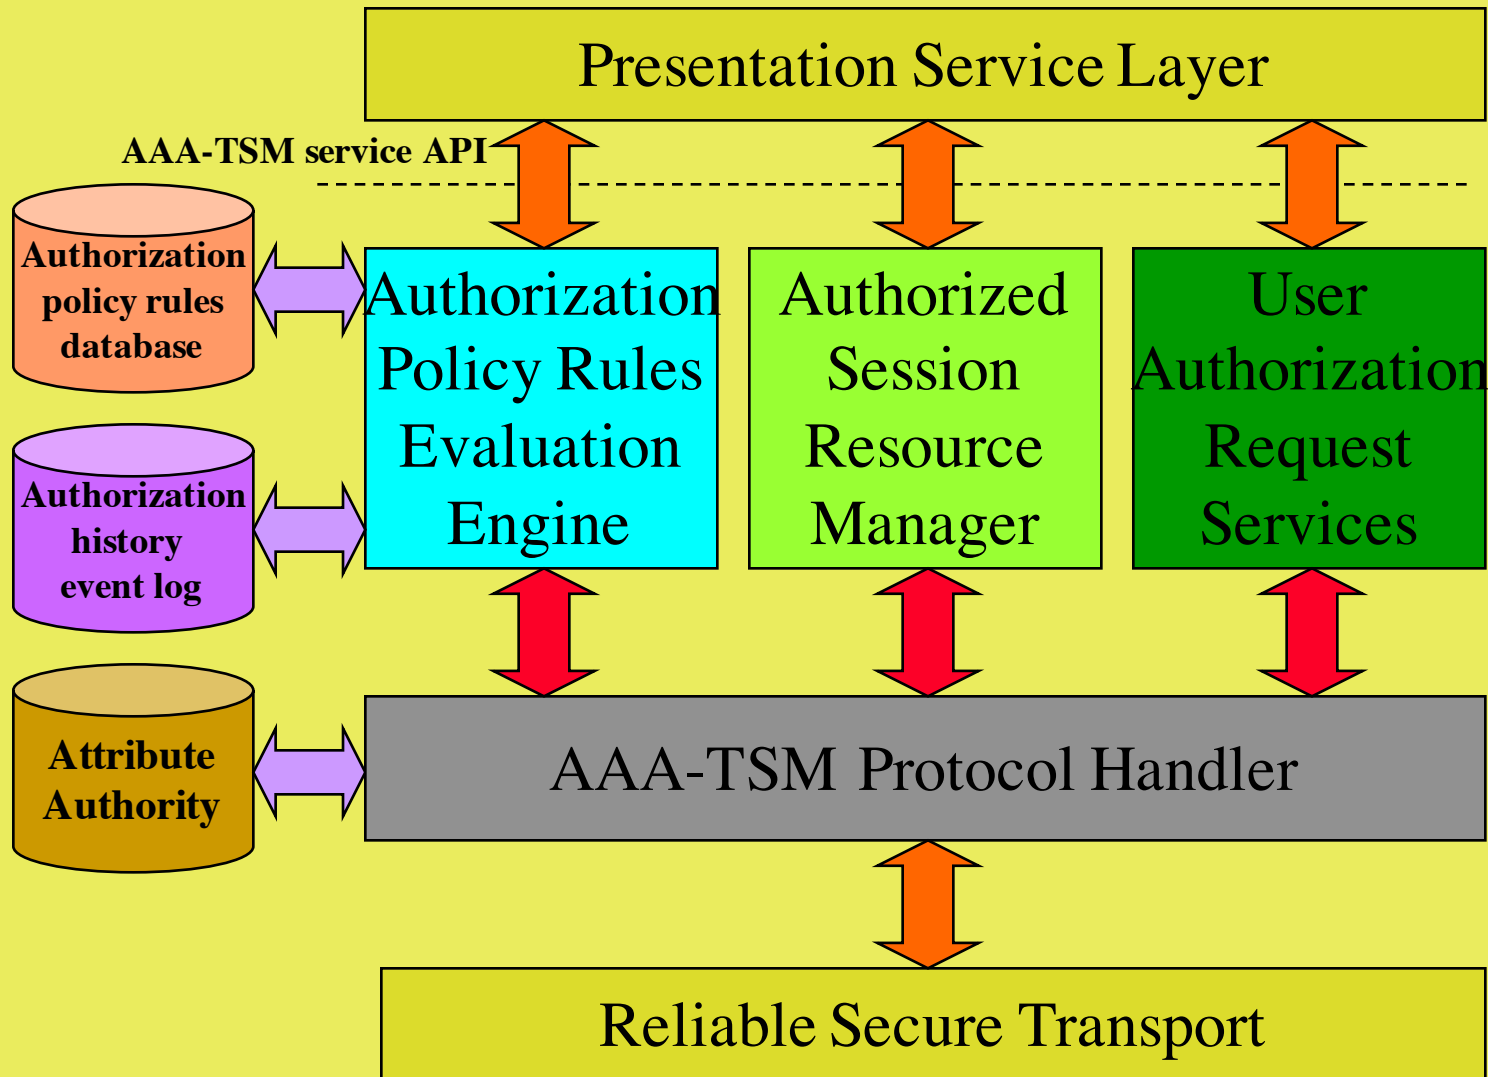 Presentation Service Layer
AAA-TSM service API
Authorization
policy rules
database
Authorization
Policy Rules
Evaluation
Engine
Authorized
Session
Resource
Manager
User
Authorization
Request
Services
Authorization
history
event log
Attribute
Authority
AAA-TSM Protocol Handler
Reliable Secure Transport